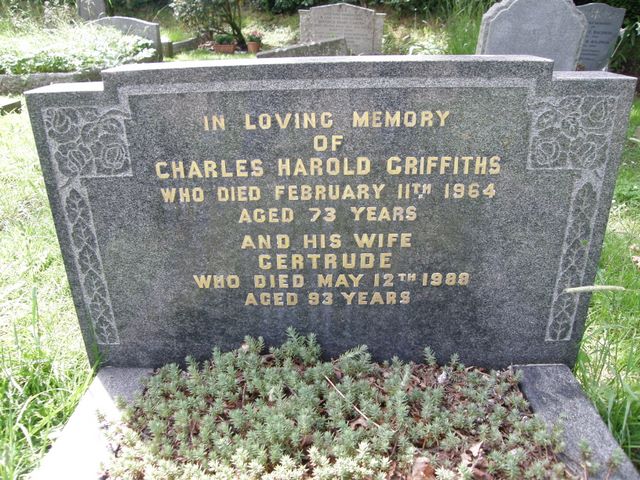 IN LOVING MEMORY
OF
CHARLES HAROLD GRIFFITHS
WHO DIED FEBRUARY 11TH 1964
AGED 73 YEARS
AND HIS WIFE
GERTRUDE
WHO DIED MAY 12TH 1988
AGED 93 YEARS